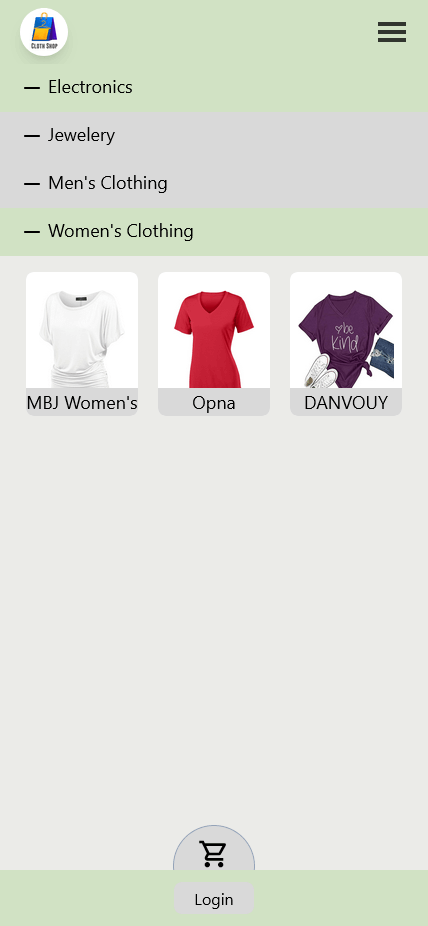 Cloth Shop
Electronics
Jewelery
Men's Clothing
Women's Clothing
be
Kind
MBJ Women's
Opna
DANVOUY
Login